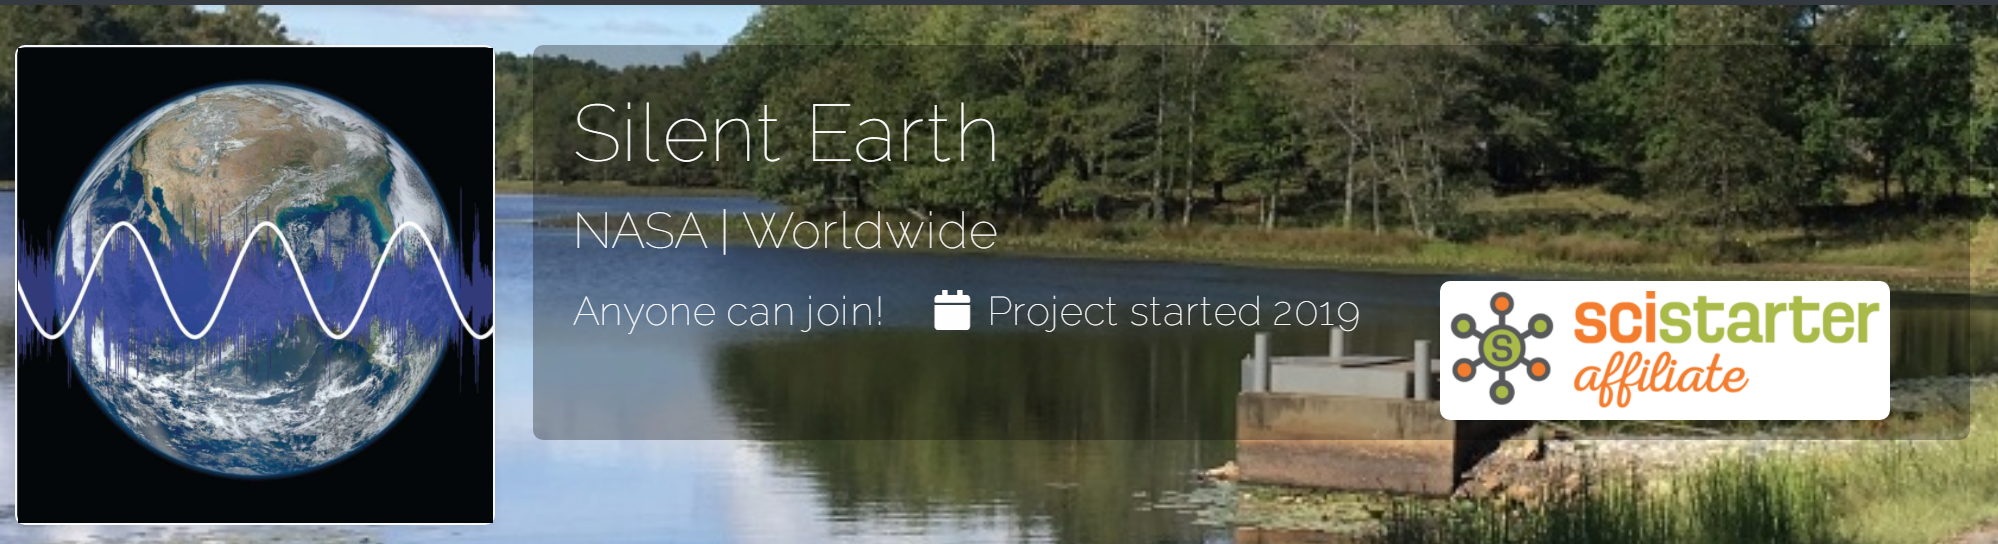 Silent Earth
NASA | Worldwide
Anyone can join!
Project started 2019
S
scistarter
affiliate